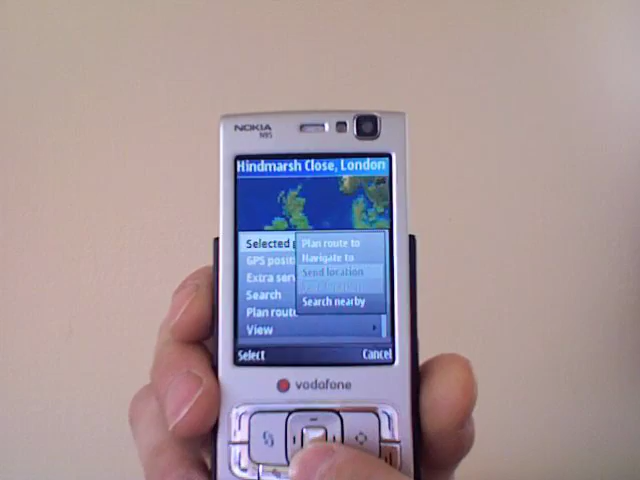 NOKIA
N95
Hindmarsh Close, London
Selected
Plan route to
Navigate to
GPS positi
Send location
Extra serv
Search
Search nearby
Plan route
View
Select
Cancel
vodafone